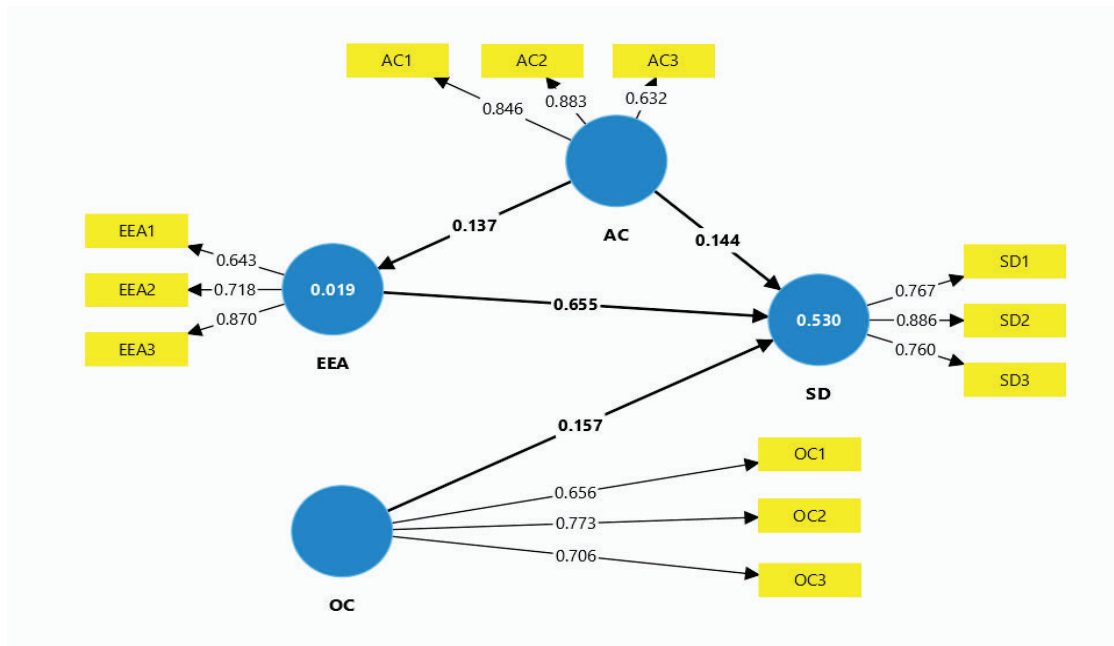 AC1
AC2
AC3
0.846
0.883
0.632
AC
0.137
0.144
EEA1
EEA2
EEA3
0.643
0.718
0.870
0.019
EEA
0.655
0.530
SD
0.767
0.886
0.760
SD1
SD2
SD3
0.157
OC
0.656
0.773
0.706
OC1
OC2
OC3